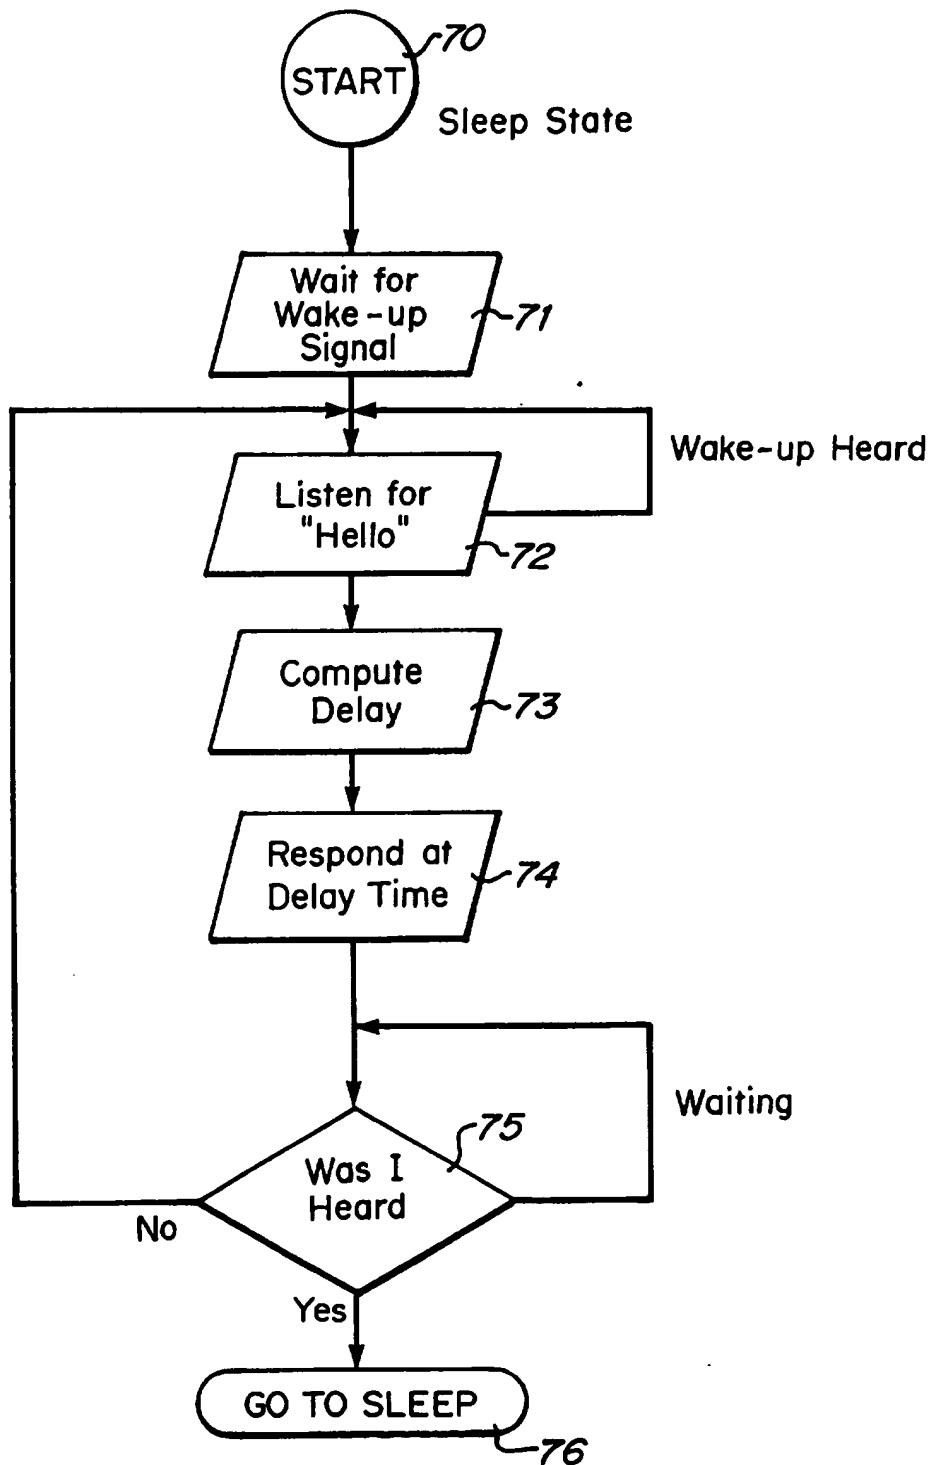 70
START
Sleep State
Wait for
Wake-up
Signal
71
Wake-up Heard
Listen for
"Hello"
72
Compute
Delay
73
Respond at
Delay Time
74
Waiting
75
Was I
Heard
No
Yes
GO TO SLEEP
76